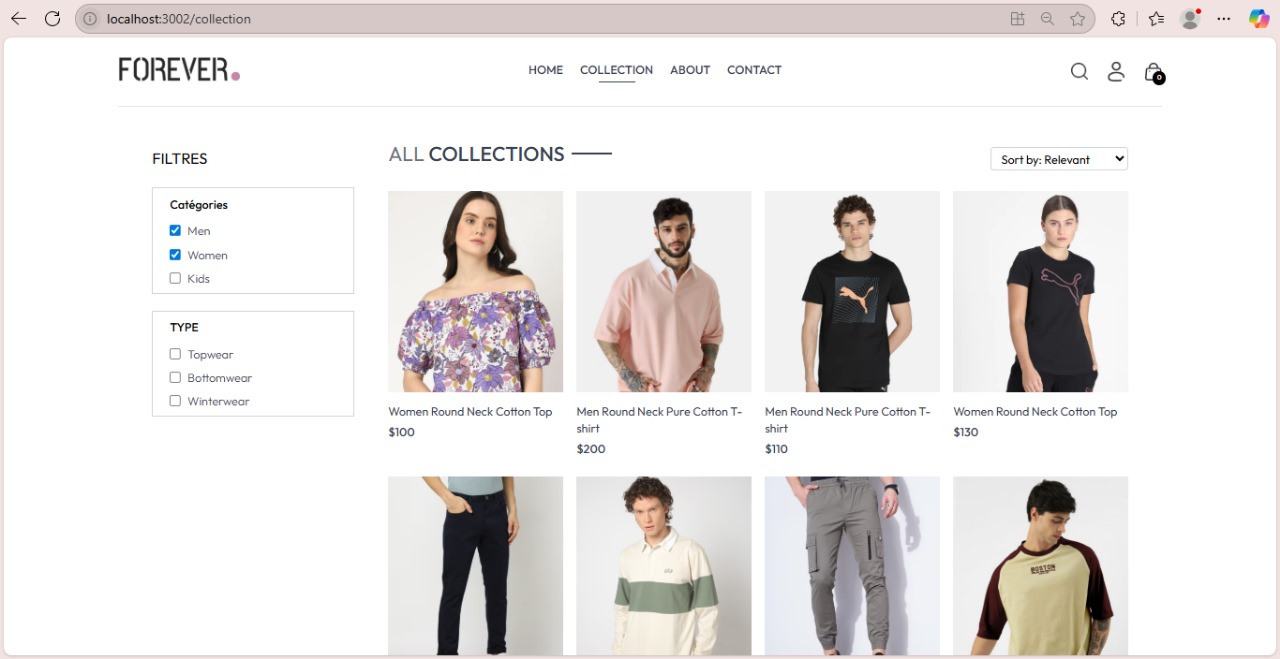 localhost:3002/collection
FOREVER.
HOME COLLECTION ABOUT CONTACT
0
FILTRES
Catégories
Men
Women
Kids
TYPE
Topwear
Bottomwear
Winterwear
ALL COLLECTIONS
Sort by: Relevant
Women Round Neck Cotton Top
$100
Men Round Neck Pure Cotton T-
shirt
$200
Men Round Neck Pure Cotton T-
shirt
$110
Women Round Neck Cotton Top
$130